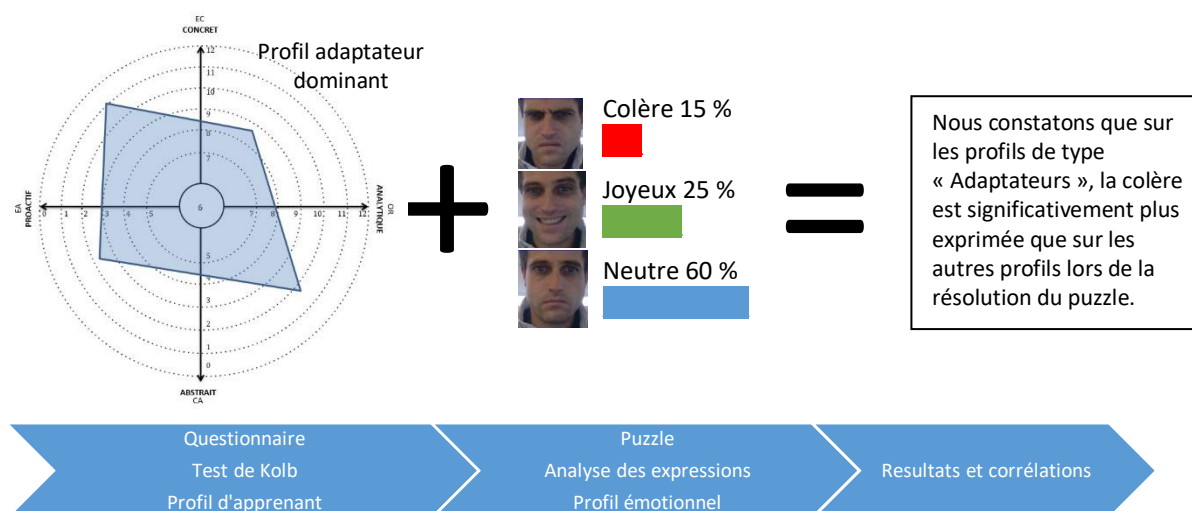 EC
CONCRET
12
11
10
9
8
7
Profil adaptateur
dominant
EA
PROACTIF
0
1
2
3
4
5
6
7
8
9
10
11
12
ANALYTIQUE
OR
5
4
3
2
1
0
ABSTRAIT
CA
Colère 15 %
Joyeux 25 %
Neutre 60 %
Nous constatons que sur
les profils de type
« Adaptateurs », la colère
est significativement plus
exprimée que sur les
autres profils lors de la
résolution du puzzle.
Questionnaire
Test de Kolb
Profil d'apprenant
Puzzle
Analyse des expressions
Profil émotionnel
Resultats et corrélations